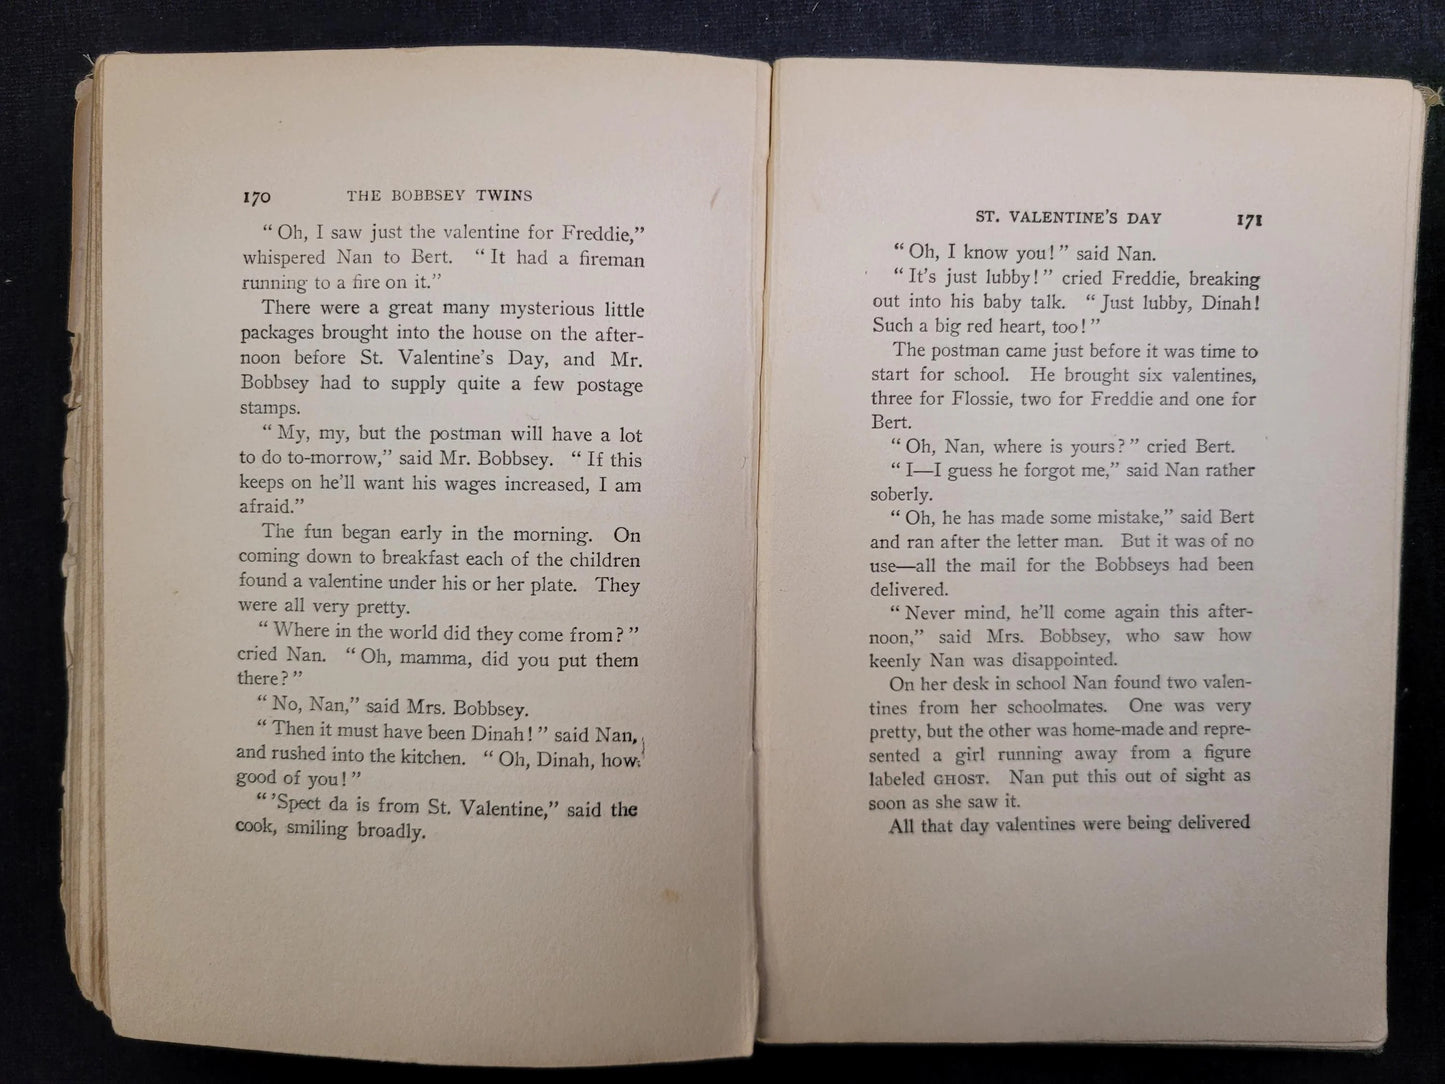 170 THE BOBBSEY TWINS
“ Oh, I saw just the valentine for Freddie,”
whispered Nan to Bert. “ It had a fireman
running to a fire on it.”
There were a great many mysterious little
packages brought into the house on the after-
noon before St. Valentine’s Day, and Mr.
Bobbsey had to supply quite a few postage
stamps.
“ My, my, but the postman will have a lot
to do to-morrow,” said Mr. Bobbsey. “ If this
keeps on he’ll want his wages increased, I am
afraid.”
The fun began early in the morning. On
coming down to breakfast each of the children
found a valentine under his or her plate. They
were all very pretty.
“ Where in the world did they come from? ”
cried Nan. “ Oh, mamma, did you put them
there? ”
“ No, Nan,” said Mrs. Bobbsey.
“ Then it must have been Dinah! ” said Nan,
and rushed into the kitchen. “ Oh, Dinah, how
good of you! ”
“ ’Spect da is from St. Valentine,” said the
cook, smiling broadly.
ST. VALENTINE’S DAY 171
“ Oh, I know you! ” said Nan.
“ It’s just lubby! ” cried Freddie, breaking
out into his baby talk. “ Just lubby, Dinah!
Such a big red heart, too! ”
The postman came just before it was time to
start for school. He brought six valentines,
three for Flossie, two for Freddie and one for
Bert.
“ Oh, Nan, where is yours? ” cried Bert.
“ I—I guess he forgot me,” said Nan rather
soberly.
“ Oh, he has made some mistake,” said Bert
and ran after the letter man. But it was of no
use—all the mail for the Bobbseys had been
delivered.
“ Never mind, he’ll come again this after-
noon,” said Mrs. Bobbsey, who saw how
keenly Nan was disappointed.
On her desk in school Nan found two valen-
tines from her schoolmates. One was very
pretty, but the other was home-made and repre-
sented a girl running away from a figure
labeled GHOST. Nan put this out of sight as
soon as she saw it.
All that day valentines were being delivered